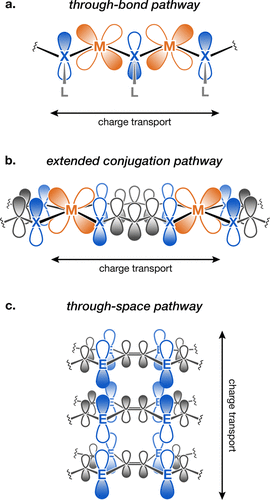 a. through-bond pathway
X M X M X
L L L
charge transport
b. extended conjugation pathway
M M
X X X X
charge transport
c. through-space pathway
E E
E E
E E
E E
E E
charge transport